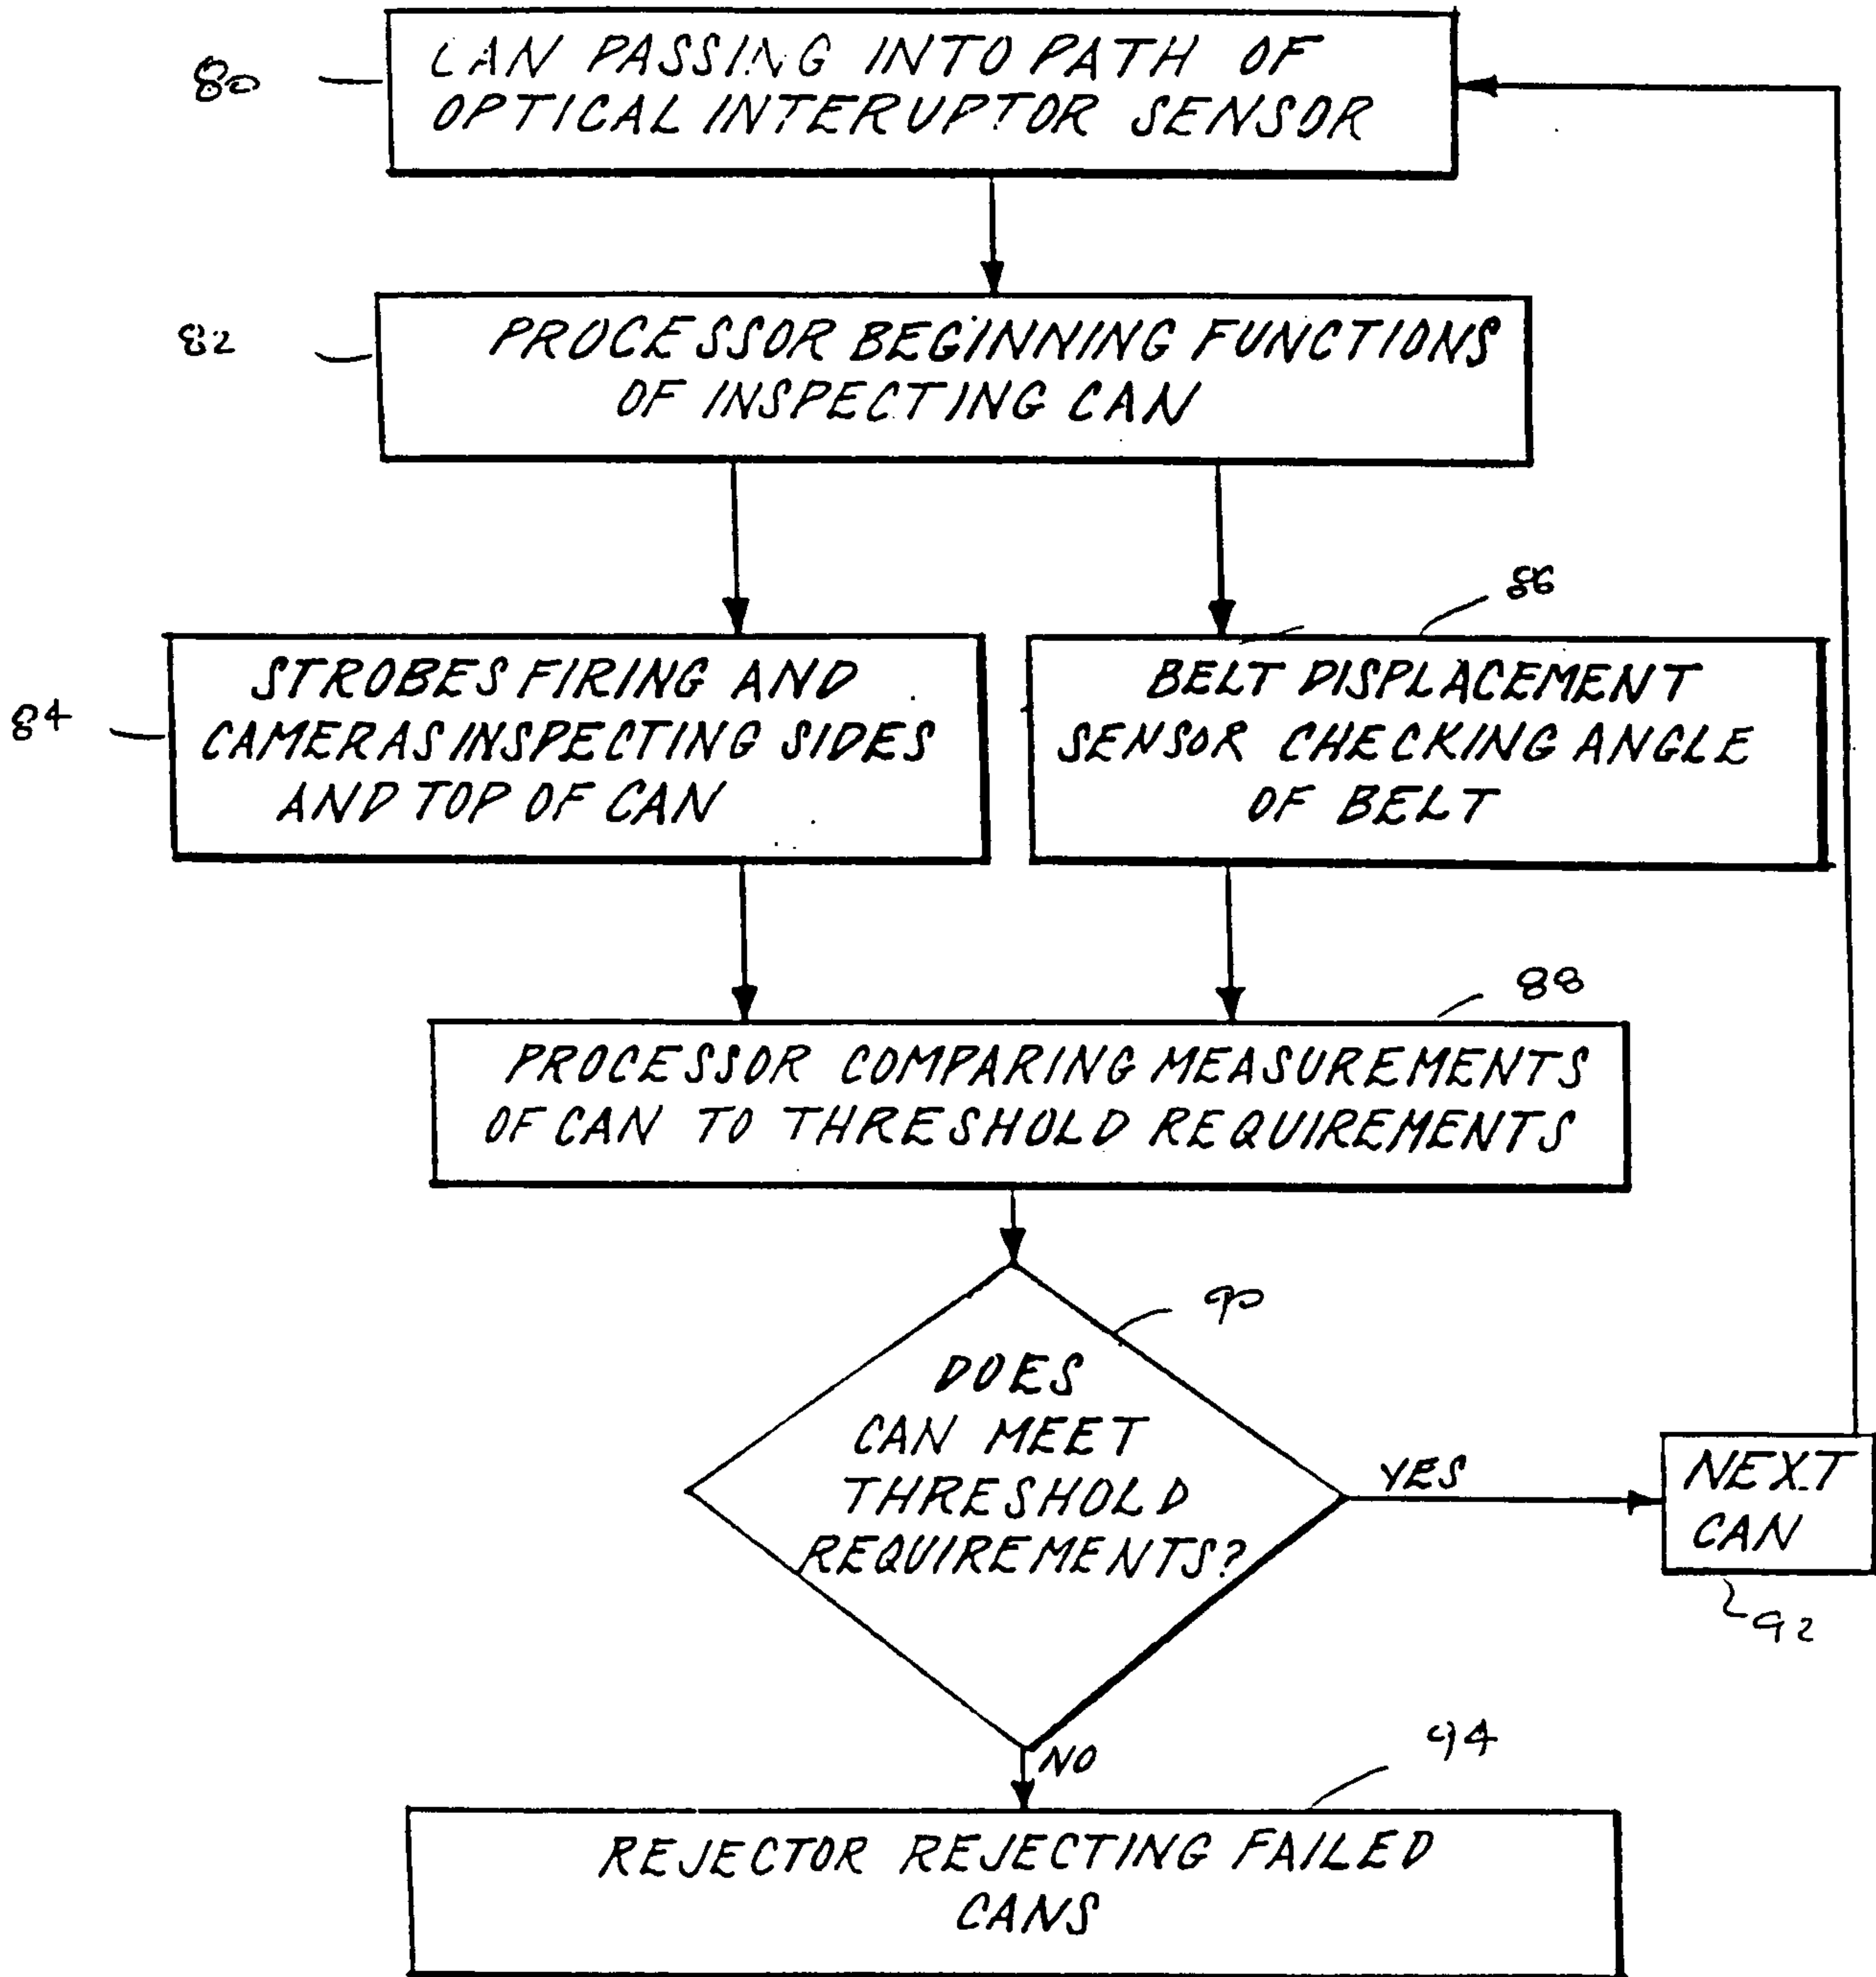 80
CAN PASSING INTO PATH OF
OPTICAL INTERUPTOR SENSOR
82
PROCESSOR BEGINNING FUNCTIONS
OF INSPECTING CAN
84
STROBES FIRING AND
CAMERAS INSPECTING SIDES
AND TOP OF CAN
86
BELT DISPLACEMENT
SENSOR CHECKING ANGLE
OF BELT
88
PROCESSOR COMPARING MEASUREMENTS
OF CAN TO THRESHOLD REQUIREMENTS
90
DOES
CAN MEET
THRESHOLD
REQUIREMENTS?
YES
NEXT
CAN
92
NO
94
REJECTOR REJECTING FAILED
CANS